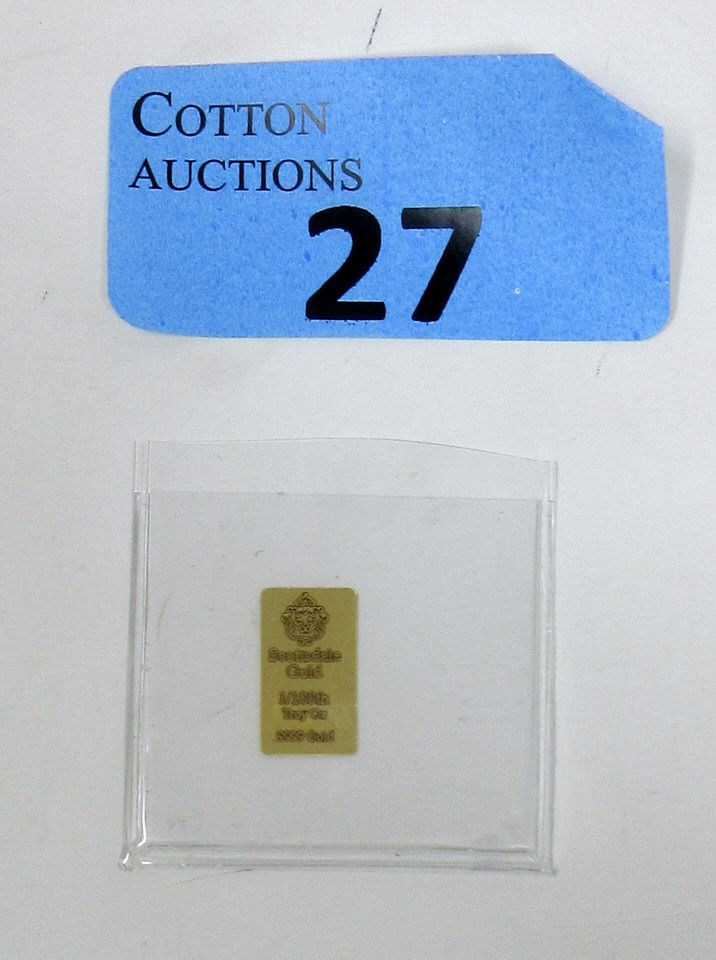 COTTON
AUCTIONS
27
Scottsdale
Gold
1/100th
Troy Oz
.9999 Gold